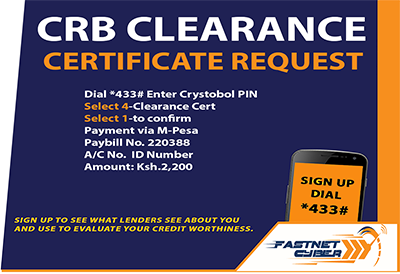 CRB CLEARANCE
CERTIFICATE REQUEST
Dial *433# Enter Crystobol PIN
Select 4-Clearance Cert
Select 1-to confirm
Payment via M-Pesa
Paybill No. 220388
A/C No. ID Number
Amount: Ksh.2,200
SIGN UP
DIAL
*433#
SIGN UP TO SEE WHAT LENDERS SEE ABOUT YOU
AND USE TO EVALUATE YOUR CREDIT WORTHINESS.
FASTNET
CYBER